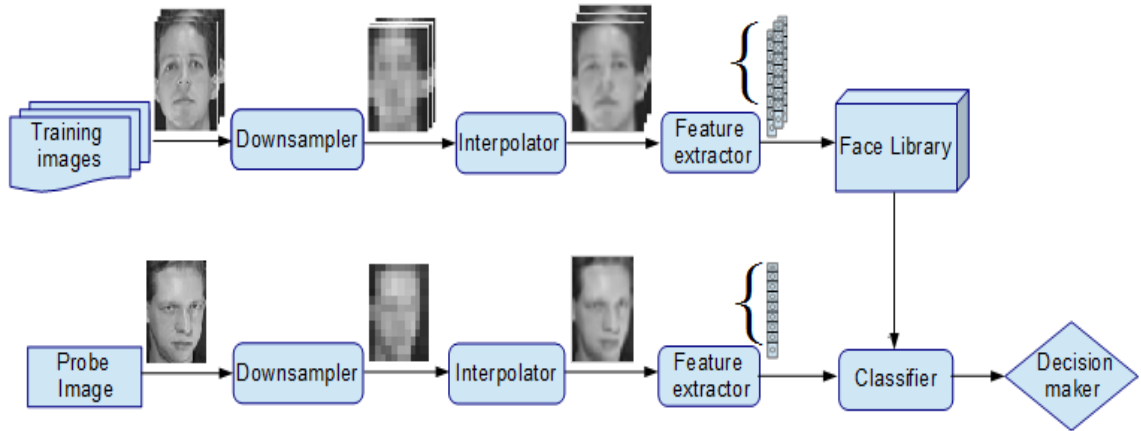 Training
images
Downsampler
Interpolator
Feature
extractor
Face Library
Probe
Image
Downsampler
Interpolator
Feature
extractor
Classifier
Decision
maker